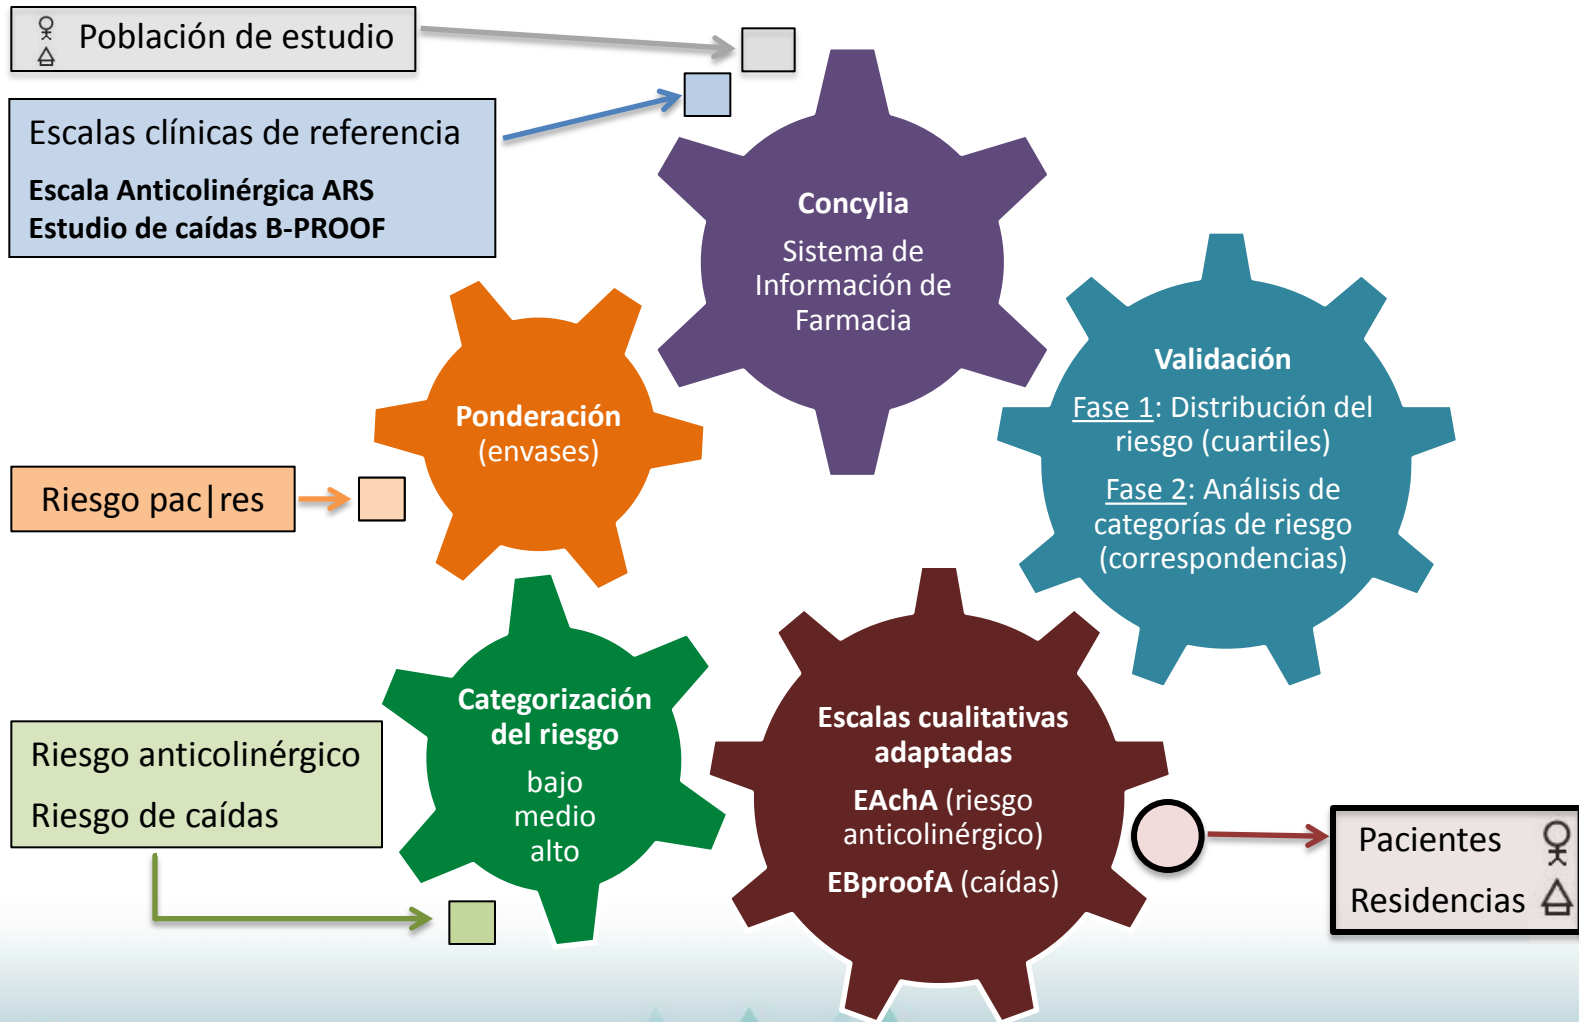 Población de estudio
Escalas clínicas de referencia
Escala Anticolinérgica ARS
Estudio de caídas B-PROOF
Concylia
Sistema de
Información de
Farmacia
Validación
Fase 1: Distribución del
riesgo (cuartiles)
Fase 2: Análisis de
categorías de riesgo
(correspondencias)
Ponderación
(envases)
Riesgo pac|res
Categorización
del riesgo
bajo
medio
alto
Riesgo anticolinérgico
Riesgo de caídas
Escalas cualitativas
adaptadas
EAchA (riesgo
anticolinérgico)
EBproofA (caídas)
Pacientes
Residencias